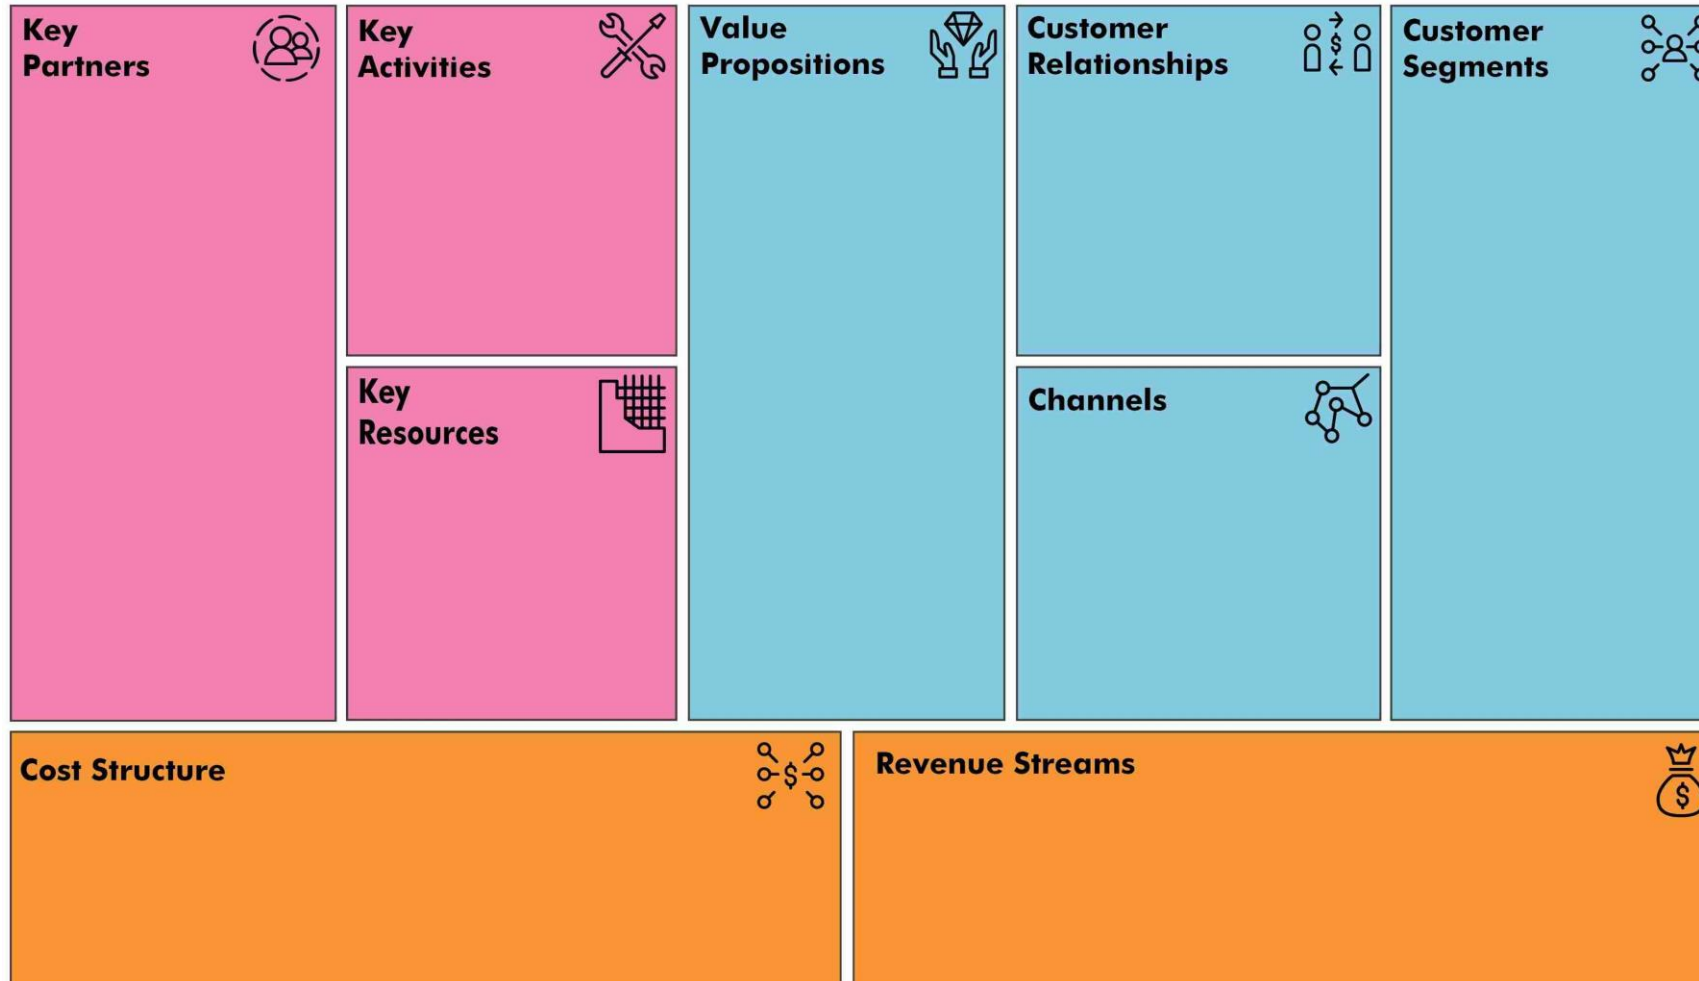 Key
Partners
Key
Activities
Key
Resources
Value
Propositions
Customer
Relationships
Channels
Customer
Segments
Cost Structure
Revenue Streams